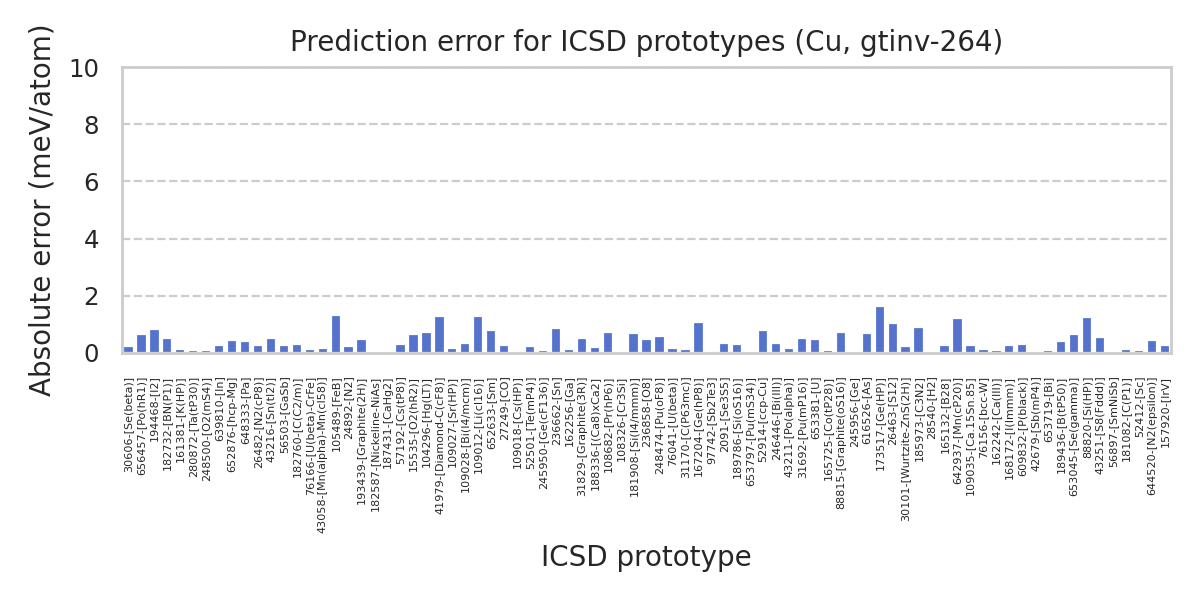 Prediction error for ICSD prototypes (Cu, gtinv-264)
Absolute error (meV/atom)
10
8
6
4
2
0
30606-[Se(beta)]
656457-[Po(hR1)]
194468-[I2]
182732-[BN(P1)]
161381-[K(HP)]
280872-[Ta(tP30)]
248500-[O2(mS4)]
639810-[In]
652876-[hcp-Mg]
648333-[Pa]
26482-[N2(cP8)]
43216-[Sn(tI2)]
56503-[GaSb]
182760-[C(C2/m)]
76166-[U(beta)-CrFe]
43058-[Mn(alpha)-Mn(cI58)]
1054899-[FeB]
24892-[N2]
193439-[Graphite(2H)]
182587-[Nickeline-NiAs]
187431-[CaHg2]
57192-[Cs(tP8)]
15535-[O2(hR2)]
104296-[Hg(LT)]
41979-[Diamond-C(cF8)]
109027-[Sr(HP)]
109028-[Bi(I4/mcm)]
109012-[Li(cI16)]
652633-[Sm]
27249-[CO]
109018-[Cs(HP)]
52501-[Te(mP4)]
245950-[Ge(cF136)]
236662-[Sn]
162256-[Ga]
31829-[Graphite(3R)]
188336-[(Ca8)xCa2]
108682-[Pr(hP6)]
108326-[Cr3Si]
181908-[Si(I4/mmm)]
236858-[O8]
248474-[Pu(oF8)]
76041-[U(beta)]
31170-[C(P63mc)]
167204-[Ge(hP8)]
97742-[Sb2Te3]
2091-[Se3S5]
189786-[Si(oS16)]
653797-[Pu(mS34)]
52914-[ccp-Cu]
246446-[Bi(III)]
43211-[Po(alpha)]
31692-[Pu(mP16)]
653381-[U]
165725-[Co(tP28)]
88815-[Graphite(oS16)]
245956-[Ge]
616526-[As]
173517-[Ge(HP)]
264633-[S12]
30101-[Wurtzite-ZnS(2H)]
185973-[C3N2]
28540-[H2]
165132-[B28]
642937-[Mn(cP20)]
109035-[Ca.15Sn.85]
76156-[bcc-W]
162242-[Ca(III)]
168172-[I(Immm)]
609832-[P(black)]
42679-[Sb(mP4)]
653719-[Bi]
189436-[B(tP50)]
653045-[Se(gamma)]
88820-[Si(HP)]
43251-[S8(Fddd)]
56897-[SmNiSb]
181082-[C(P1)]
52412-[Sc]
644520-[N2(epsilon)]
157920-[IrV]
ICSD prototype